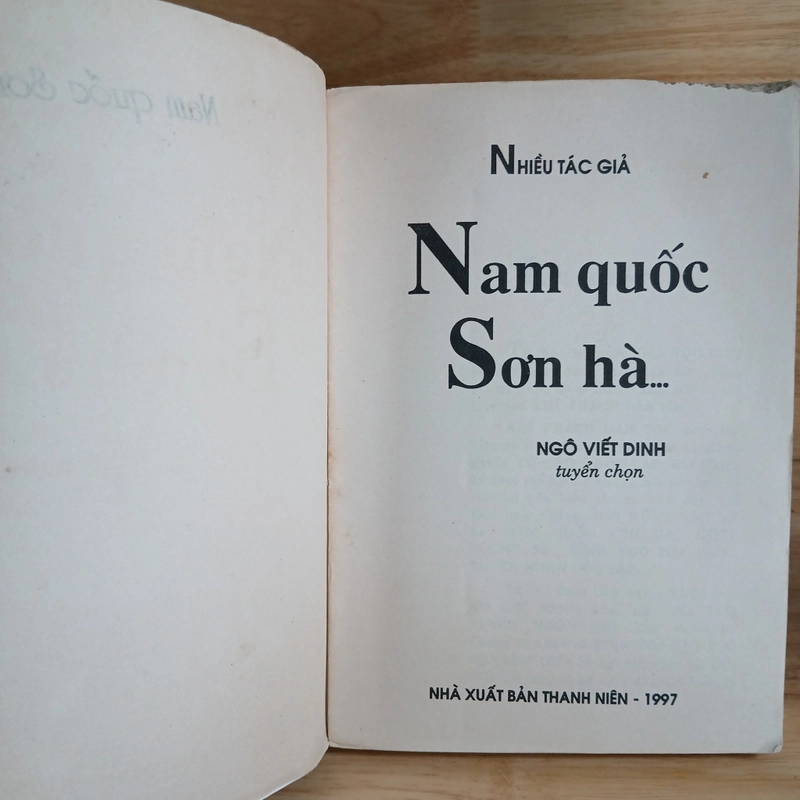 NHIỀU TÁC GIẢ
Nam quốc
Sơn hà...
NGÔ VIẾT DINH
tuyển chọn
NHÀ XUẤT BẢN THANH NIÊN - 1997